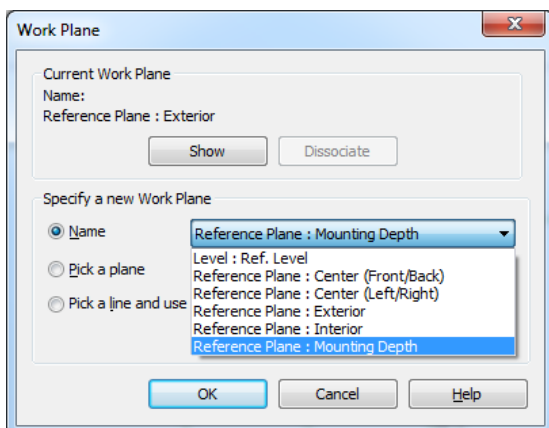 Work Plane
Current Work Plane
Name:
Reference Plane : Exterior
Show Dissociate
Specify a new Work Plane
Name Reference Plane : Mounting Depth
Level : Ref. Level
Pick a plane Reference Plane : Center (Front/Back)
Reference Plane : Center (Left/Right)
Pick a line and use Reference Plane : Exterior
Reference Plane : Interior
Reference Plane : Mounting Depth
OK Cancel Help